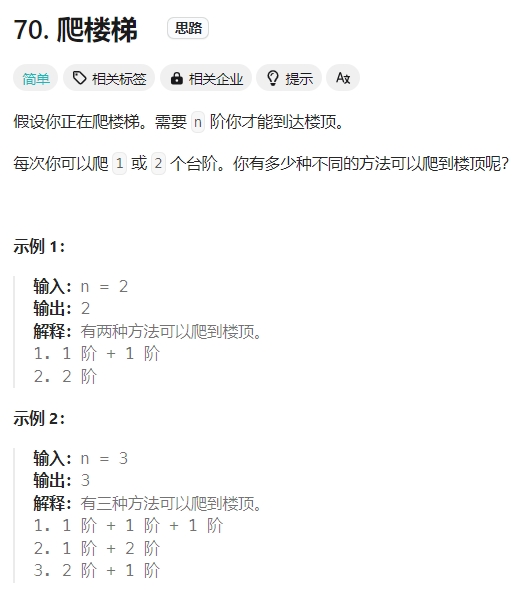 70. 爬楼梯 思路
简单 相关标签 相关企业 提示 Aあ
假设你正在爬楼梯。需要 n 阶你才能到达楼顶。
每次你可以爬 1 或 2 个台阶。你有多少种不同的方法可以爬到楼顶呢？
示例 1：
输入：n = 2
输出：2
解释：有两种方法可以爬到楼顶。
1. 1 阶 + 1 阶
2. 2 阶
示例 2：
输入：n = 3
输出：3
解释：有三种方法可以爬到楼顶。
1. 1 阶 + 1 阶 + 1 阶
2. 1 阶 + 2 阶
3. 2 阶 + 1 阶